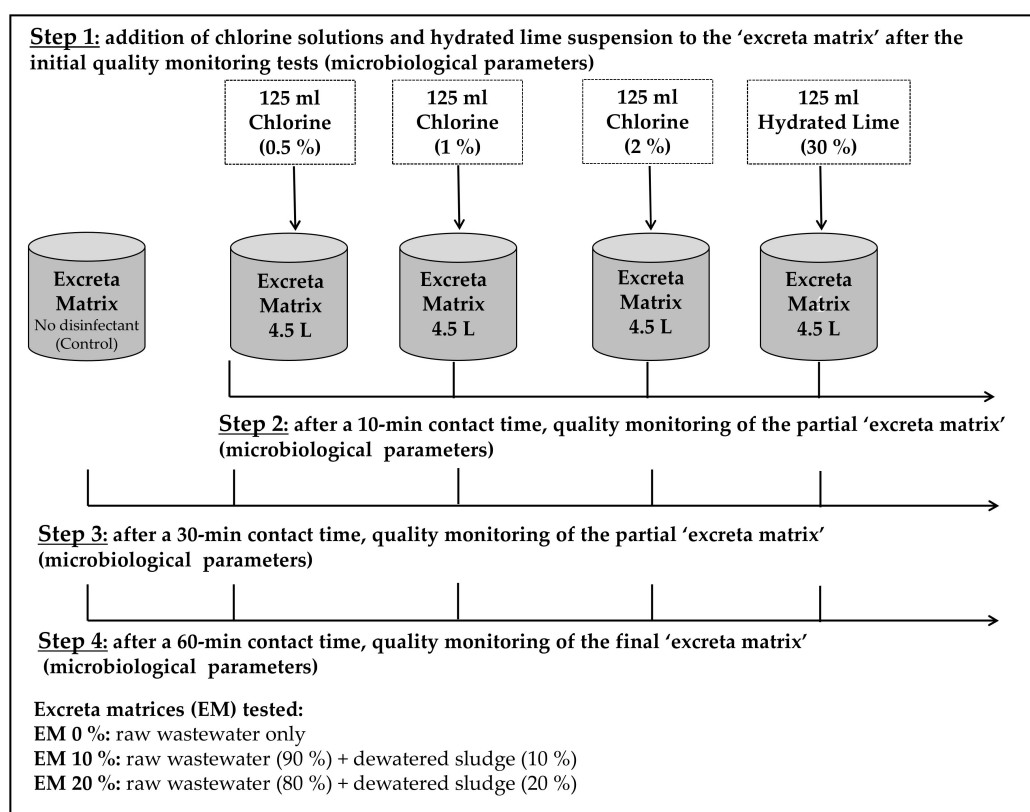 Step 1: addition of chlorine solutions and hydrated lime suspension to the ‘excreta matrix’ after the
initial quality monitoring tests (microbiological parameters)
125 ml
Chlorine
(0.5 %)
125 ml
Chlorine
(1 %)
125 ml
Chlorine
(2 %)
125 ml
Hydrated Lime
(30 %)
Excreta
Matrix
No disinfectant
(Control)
Excreta
Matrix
4.5 L
Excreta
Matrix
4.5 L
Excreta
Matrix
4.5 L
Excreta
Matrix
4.5 L
Step 2: after a 10-min contact time, quality monitoring of the partial ‘excreta matrix’
(microbiological parameters)
Step 3: after a 30-min contact time, quality monitoring of the partial ‘excreta matrix’
(microbiological parameters)
Step 4: after a 60-min contact time, quality monitoring of the final ‘excreta matrix’
(microbiological parameters)
Excreta matrices (EM) tested:
EM 0 %: raw wastewater only
EM 10 %: raw wastewater (90 %) + dewatered sludge (10 %)
EM 20 %: raw wastewater (80 %) + dewatered sludge (20 %)